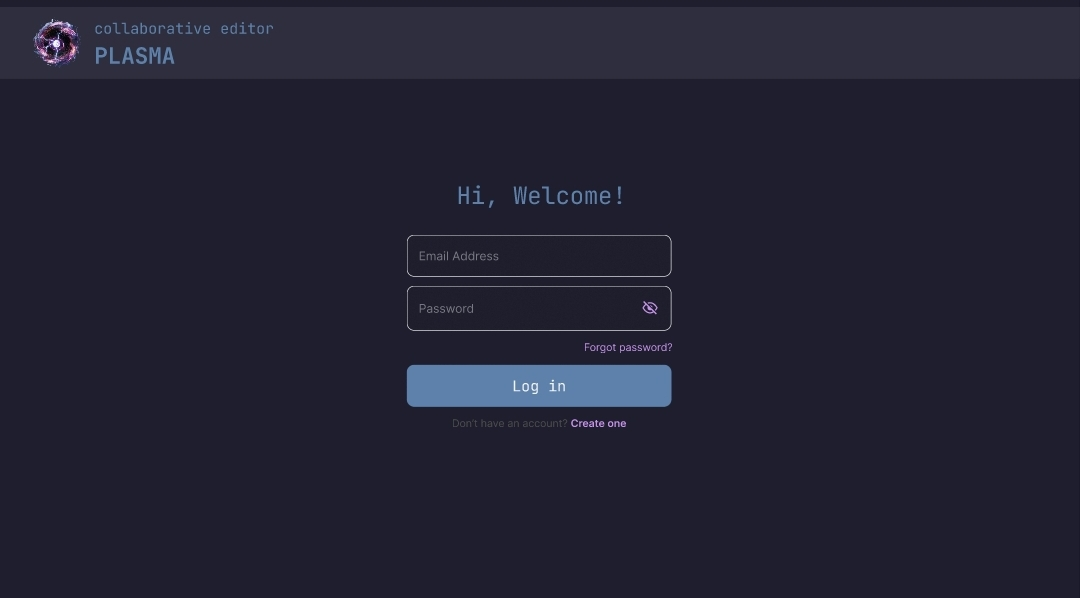 collaborative editor
PLASMA
Hi, Welcome!
Email Address
Password
Forgot password?
Log in
Don't have an account? Create one